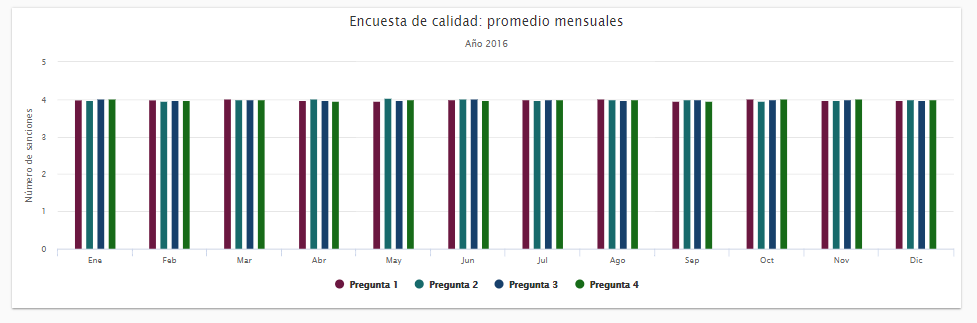 Encuesta de calidad: promedio mensuales
Año 2016
Número de sanciones
5
4
3
2
1
0
Ene Feb Mar Abr May Jun Jul Ago Sep Oct Nov Dic
Pregunta 1 Pregunta 2 Pregunta 3 Pregunta 4